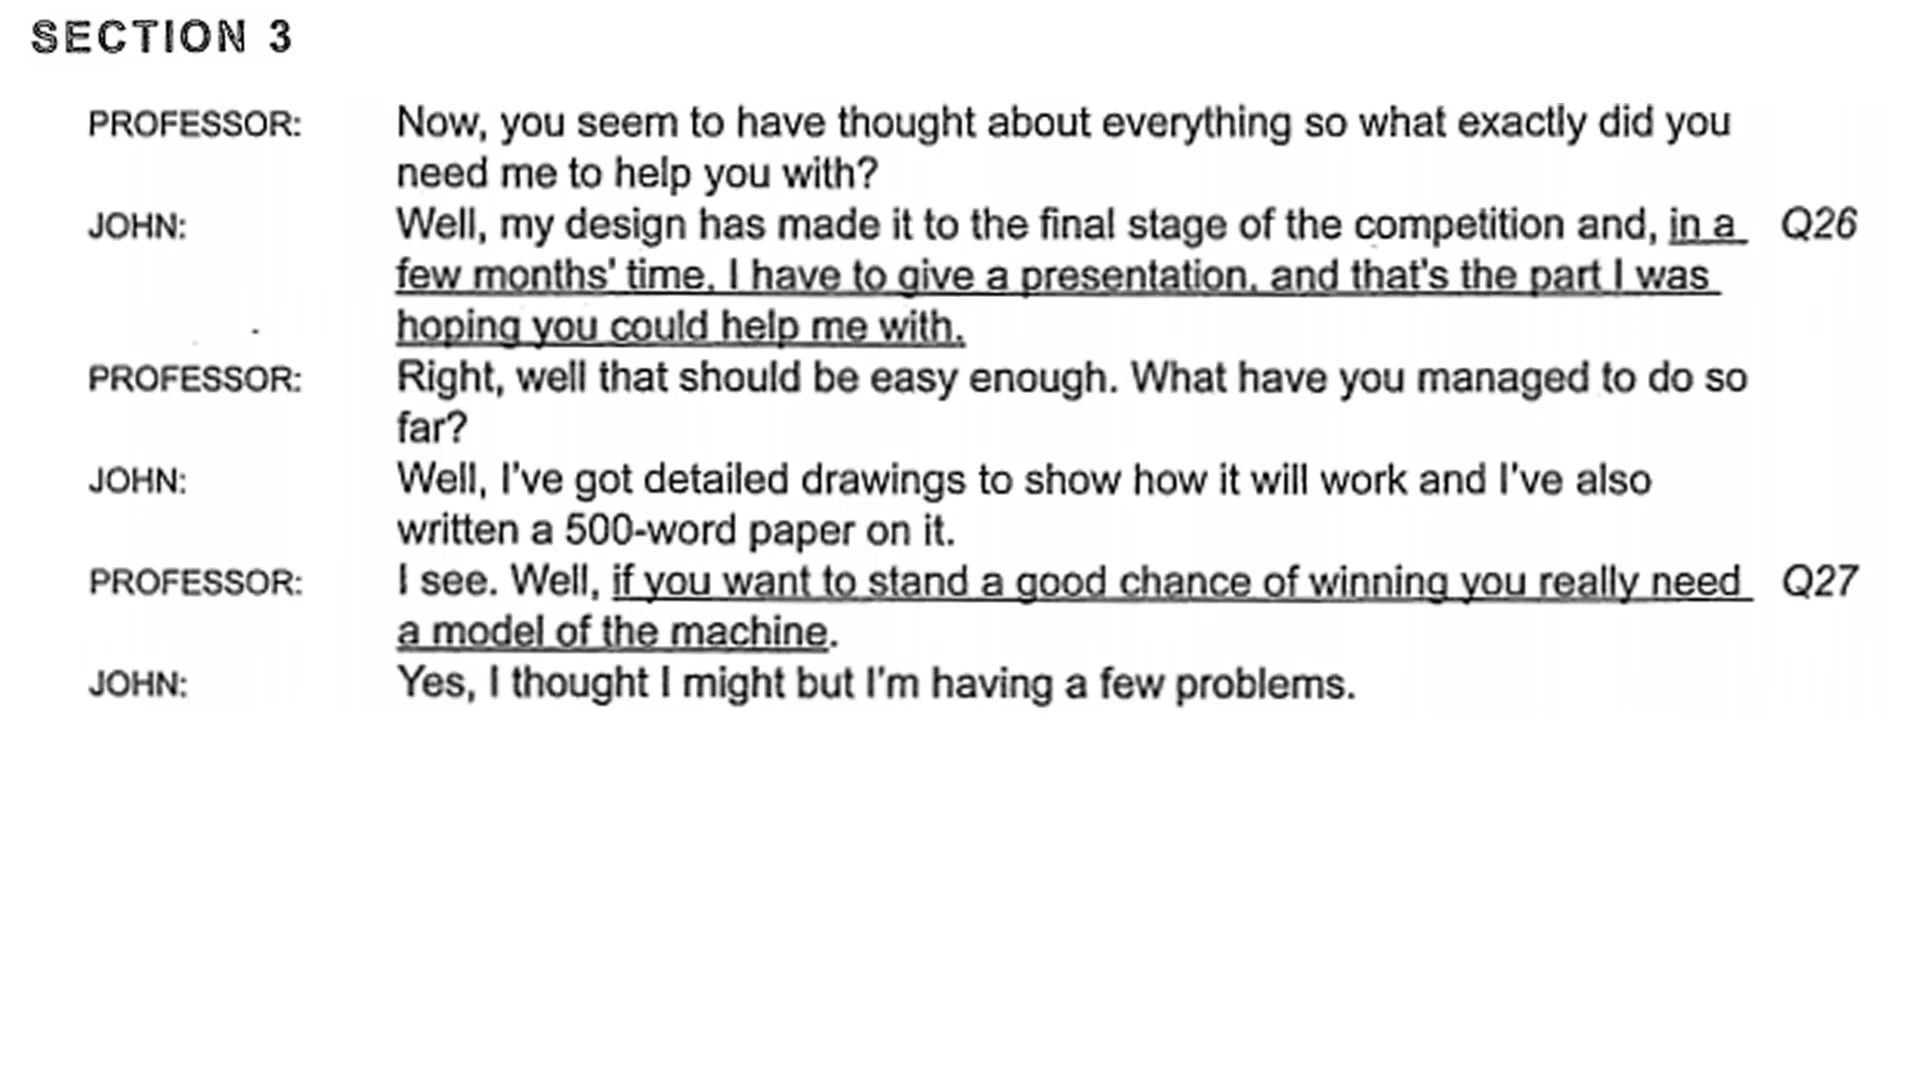 SECTION 3
PROFESSOR: Now, you seem to have thought about everything so what exactly did you
need me to help you with?
JOHN: Well, my design has made it to the final stage of the competition and, in a Q26
few months' time, I have to give a presentation, and that's the part I was
hoping you could help me with.
PROFESSOR: Right, well that should be easy enough. What have you managed to do so
far?
JOHN: Well, I've got detailed drawings to show how it will work and I've also
written a 500-word paper on it.
PROFESSOR: I see. Well, if you want to stand a good chance of winning you really need Q27
a model of the machine.
JOHN: Yes, I thought I might but I'm having a few problems.